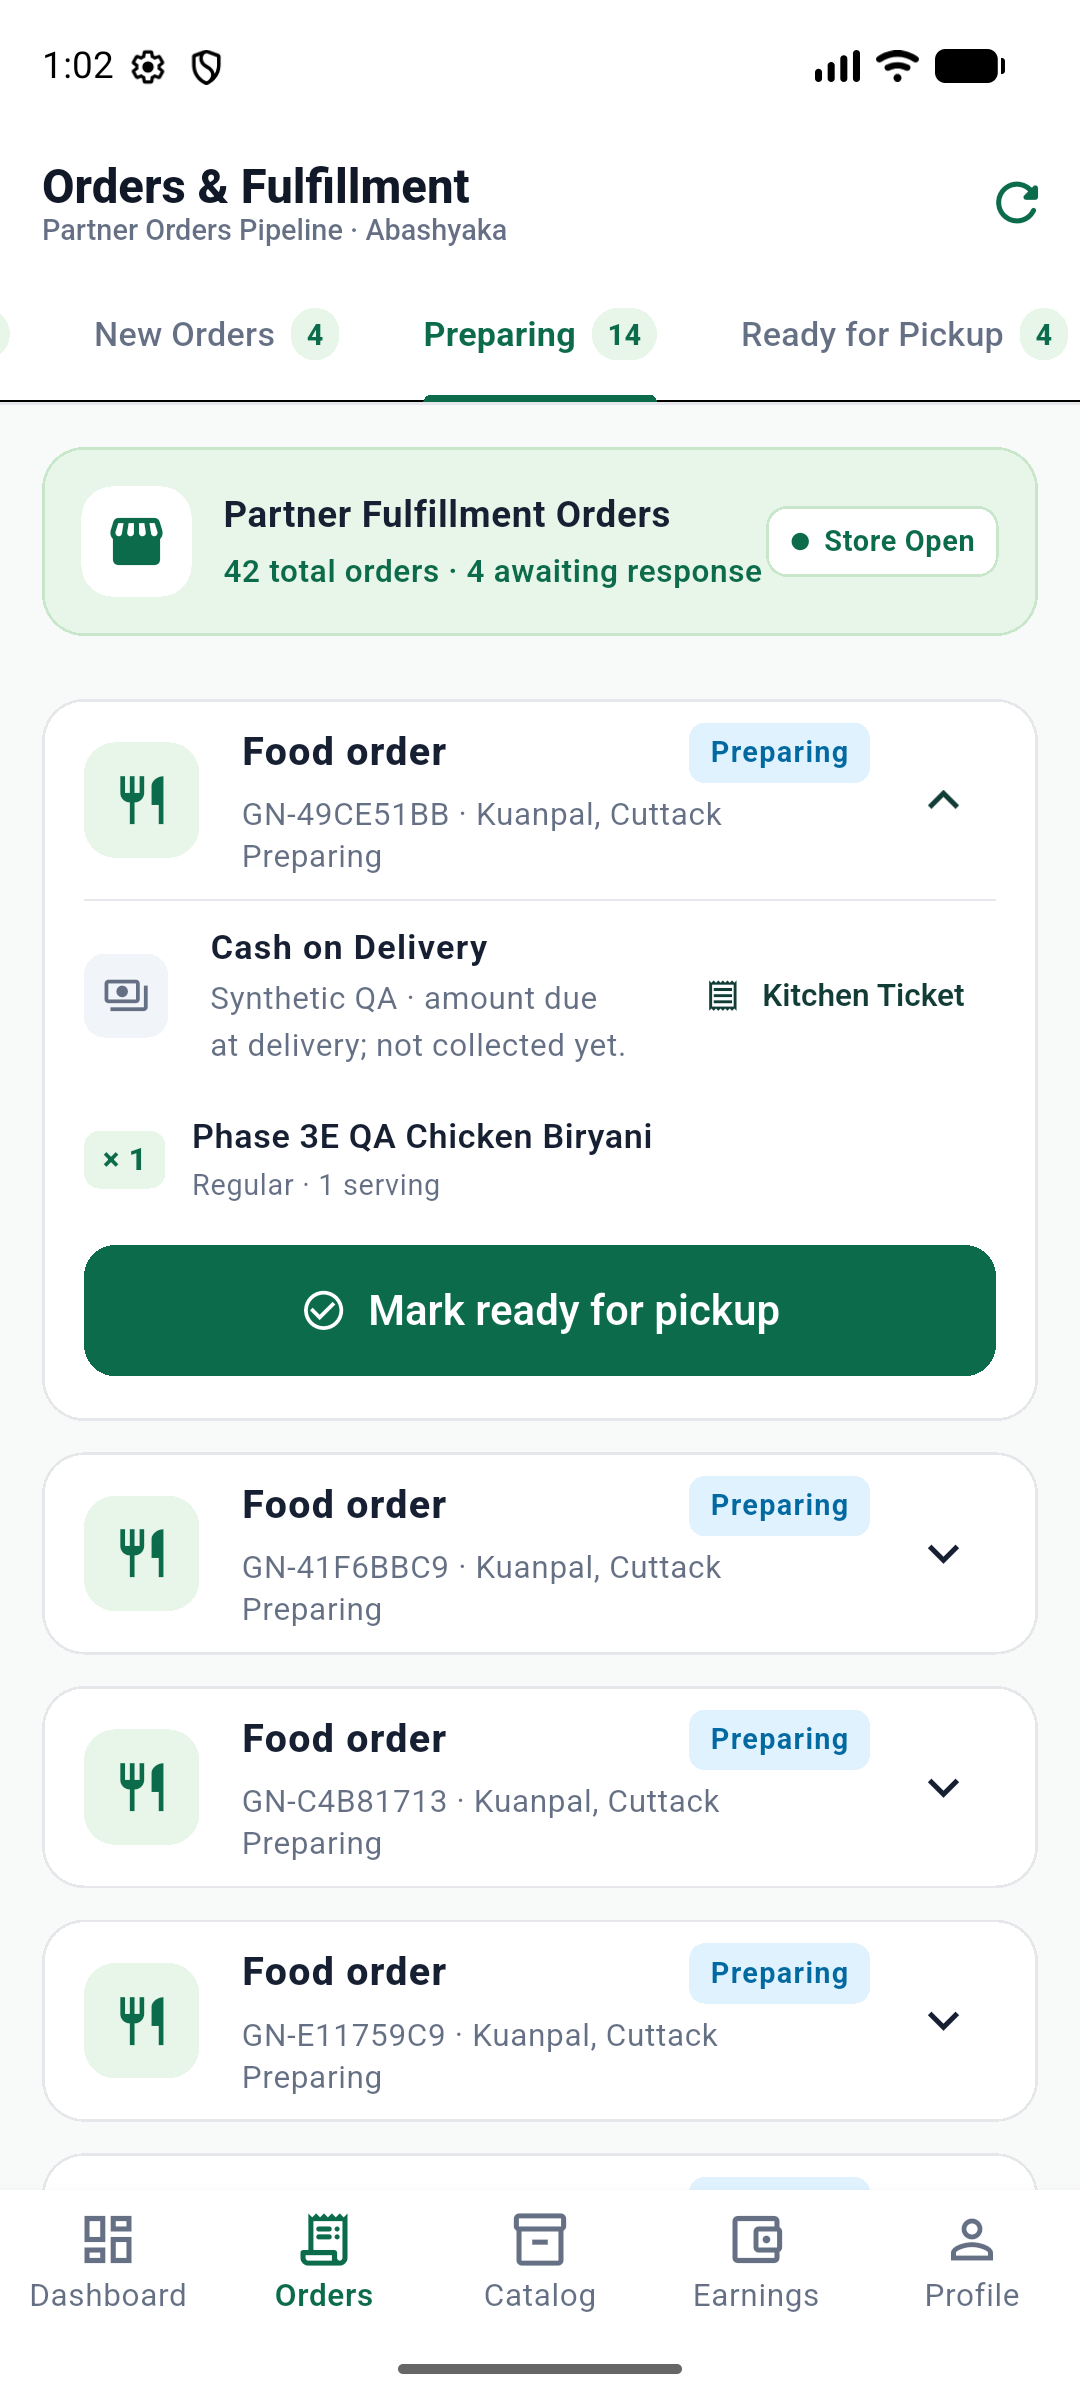 1:02
Orders & Fulfillment
Partner Orders Pipeline · Abashyaka
New Orders 4
Preparing 14
Ready for Pickup 4
Partner Fulfillment Orders
42 total orders · 4 awaiting response
Store Open
Food order
Preparing
GN-49CE51BB · Kuanpal, Cuttack
Preparing
Cash on Delivery
Synthetic QA · amount due
at delivery; not collected yet.
Kitchen Ticket
× 1
Phase 3E QA Chicken Biryani
Regular · 1 serving
Mark ready for pickup
Food order
Preparing
GN-41F6BBC9 · Kuanpal, Cuttack
Preparing
Food order
Preparing
GN-C4B81713 · Kuanpal, Cuttack
Preparing
Food order
Preparing
GN-E11759C9 · Kuanpal, Cuttack
Preparing
Dashboard
Orders
Catalog
Earnings
Profile